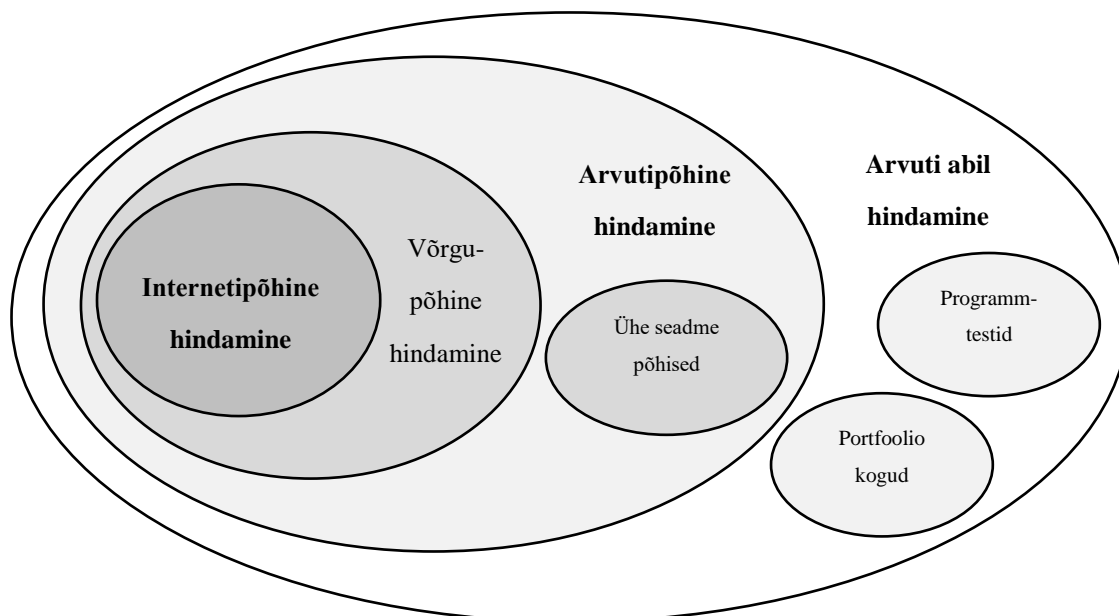 Internetipõhine
hindamine
Võrgu-
põhine
hindamine
Arvutipõhine
hindamine
Ühe seadme
põhised
Arvuti abil
hindamine
Programm-
testid
Portfoolio
kogud